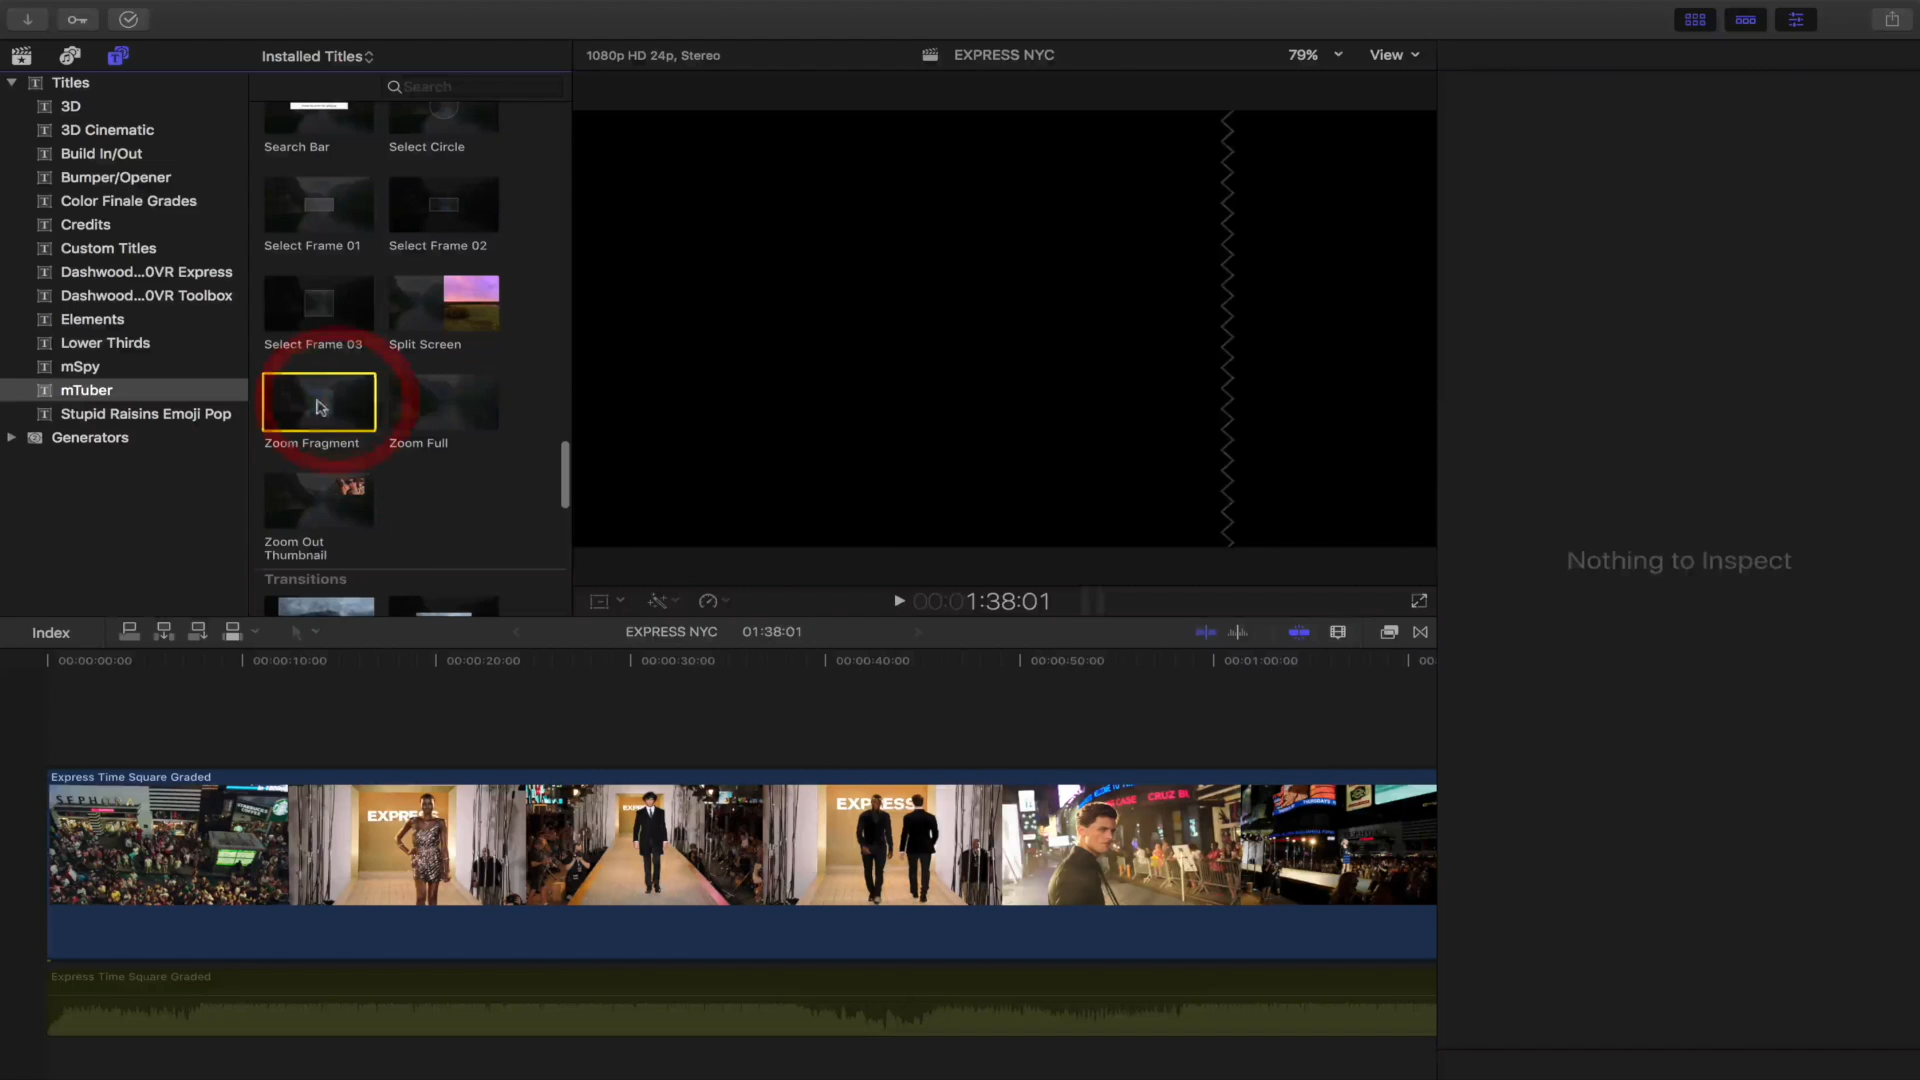 Installed Titles
1080p HD 24p, Stereo
EXPRESS NYC
79%
View
Titles
3D
3D Cinematic
Build In/Out
Bumper/Opener
Color Finale Grades
Credits
Custom Titles
Dashwood...0VR Express
Dashwood...0VR Toolbox
Elements
Lower Thirds
mSpy
mTuber
Stupid Raisins Emoji Pop
Generators
Search
Search Bar
Select Circle
Select Frame 01
Select Frame 02
Select Frame 03
Split Screen
Zoom Fragment
Zoom Full
Zoom Out
Thumbnail
Transitions
Nothing to Inspect
00:01:38:01
Index
EXPRESS NYC
01:38:01
00:00:00:00
00:00:10:00
00:00:20:00
00:00:30:00
00:00:40:00
00:00:50:00
00:01:00:00
00:
Express Time Square Graded
SEPHORA
EXPRESS
EXPRESS
CRUZ
Express Time Square Graded